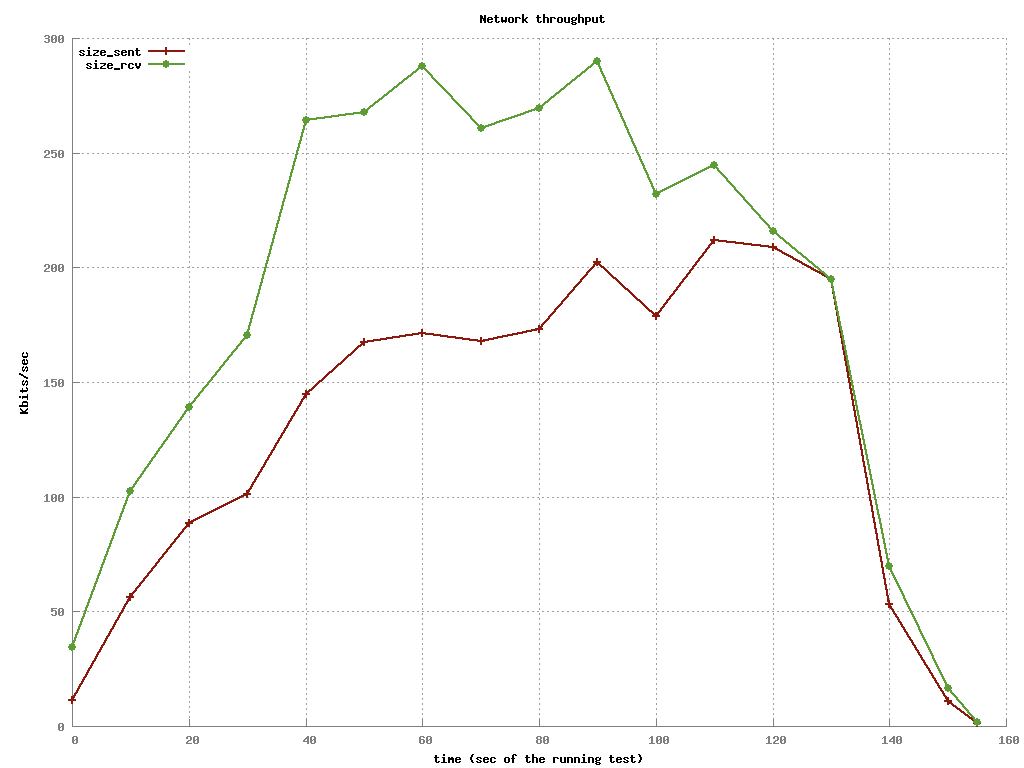 Network throughput
300
size_sent
size_rcv
250
200
150
100
50
0
Kbits/sec
0 20 40 60 80 100 120 140 160
time (sec of the running test)